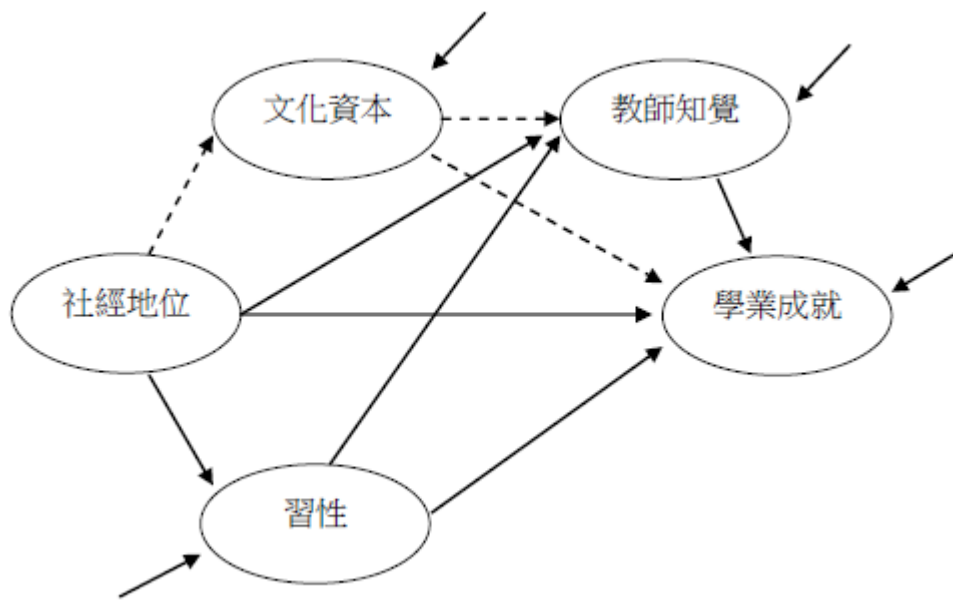 文化資本
教師知覺
社經地位
學業成就
習性